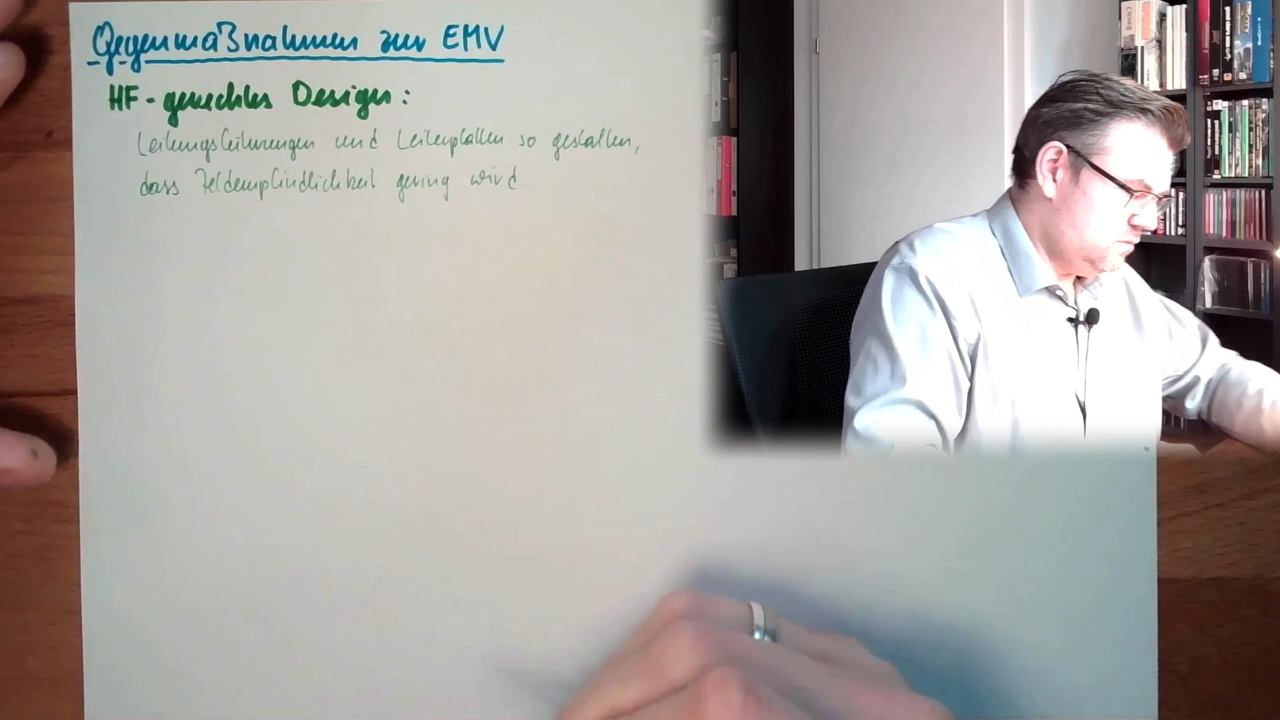 Gegenmaßnahmen zur EMV
HF-gerechtes Design:
Leitungsführungen und Leiterplatten so gestalten,
dass Feldempfindlichkeit gering wird.